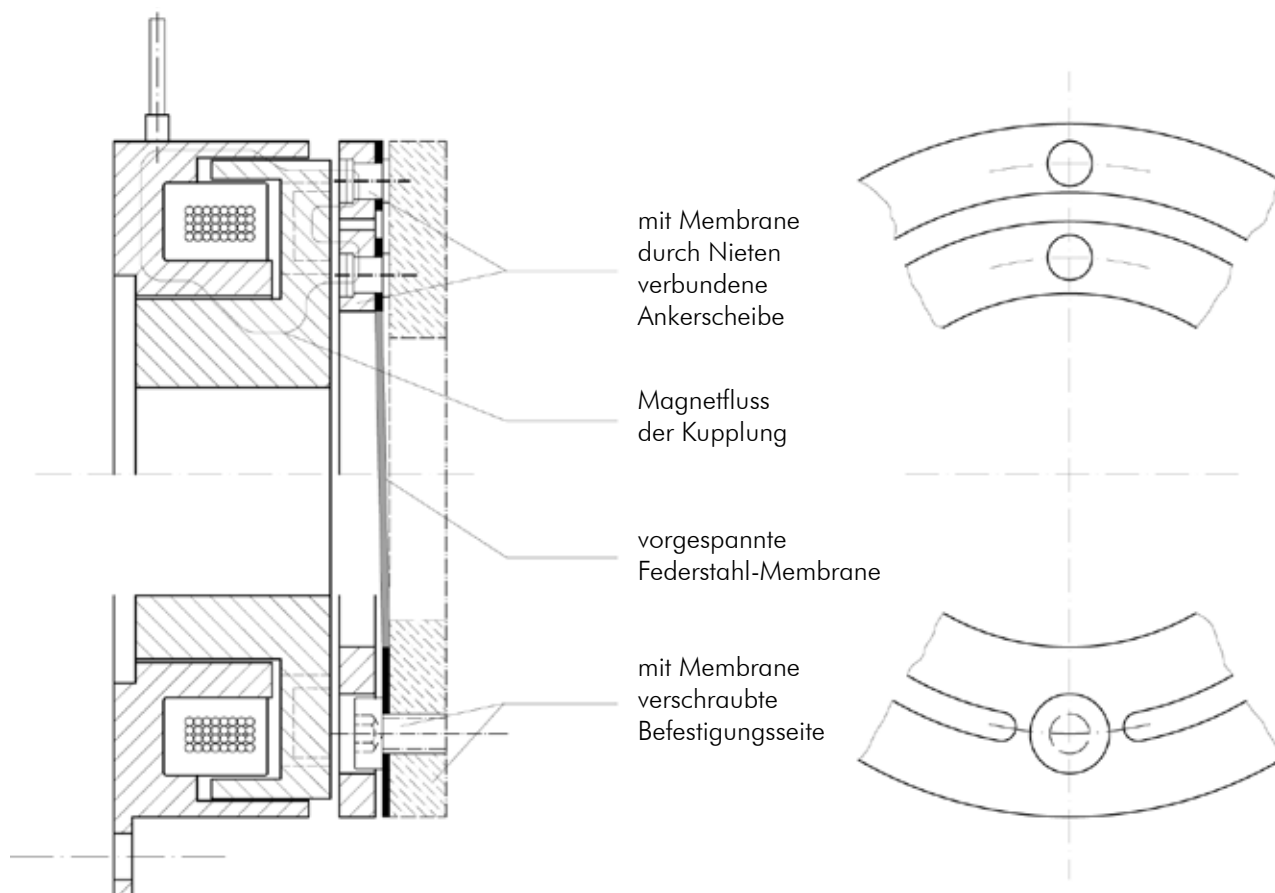 mit Membrane
durch Nieten
verbundene
Ankerscheibe
Magnetfluss
der Kupplung
vorgespannte
Federstahl-Membrane
mit Membrane
verschraubte
Befestigungsseite